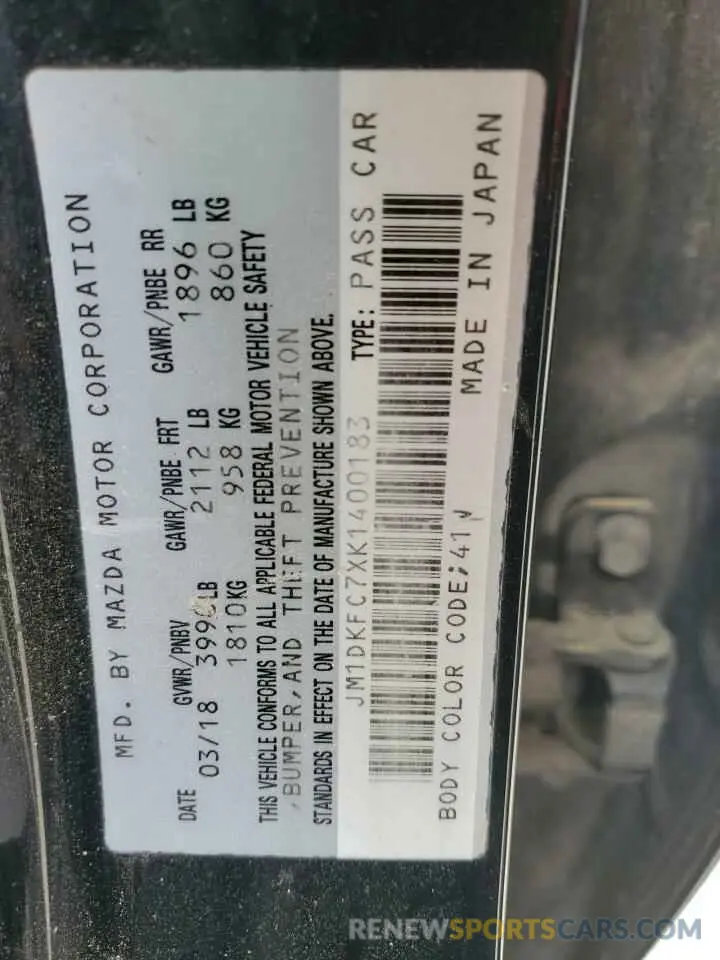 MFD. BY MAZDA MOTOR CORPORATION
GVWR/PNBV GAWR/PNBE FRT GAWR/PNBE RR
DATE 03/18 LB 2112 LB 1896 LB
1810KG 958 KG 860 KG
THIS VEHICLE CONFORMS TO ALL APPLICABLE FEDERAL MOTOR VEHICLE SAFETY
,BUMPER,AND THEFT PREVENTION
STANDARDS IN EFFECT ON THE DATE OF MANUFACTURE SHOWN ABOVE.
JM1DKFC7XK1400183 TYPE: PASS CAR
BODY COLOR CODE;41V MADE IN JAPAN
RENEWSPORTSCARS.COM